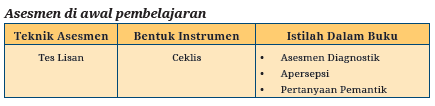 Asesmen di awal pembelajaran
Teknik Asesmen Bentuk Instrumen Istilah Dalam Buku
Tes Lisan Ceklis • Asesmen Diagnostik
• Apersepsi
• Pertanyaan Pemantik